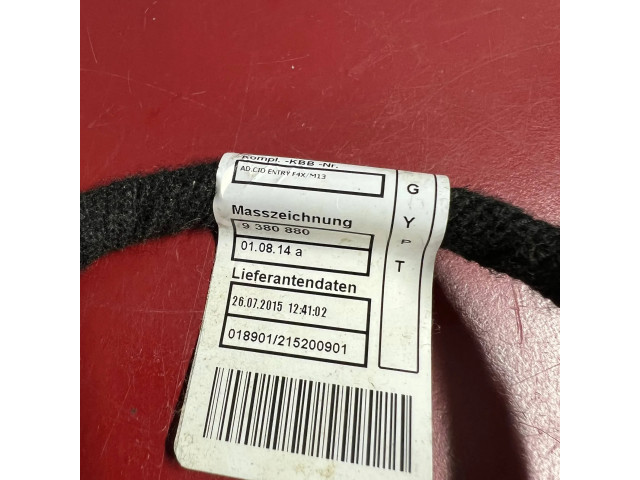 Kompl. -KBB -Nr.
AD.CID ENTRY F4X/M13
Masszeichnung
9 380 880
01.08.14 a
Lieferantendaten
26.07.2015 12:41:02
018901/215200901
G
Y
P
T